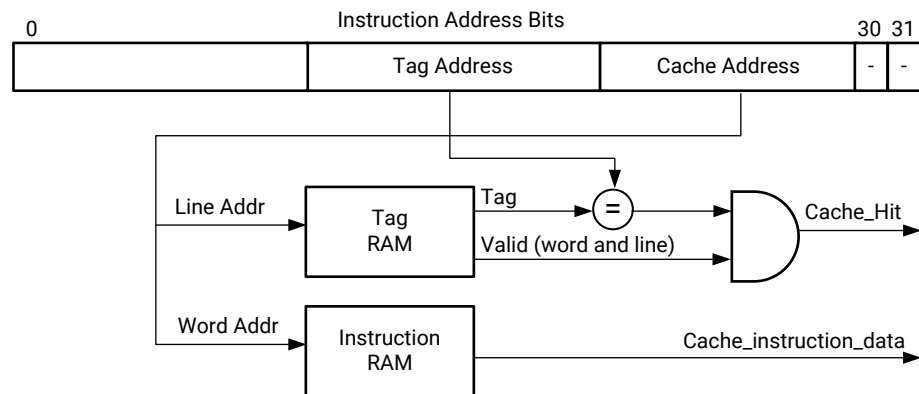 Instruction Address Bits
0
30 31
Tag Address
Cache Address
-
-
Line Addr
Tag
RAM
Tag
=
Valid (word and line)
Cache_Hit
Word Addr
Instruction
RAM
Cache_instruction_data